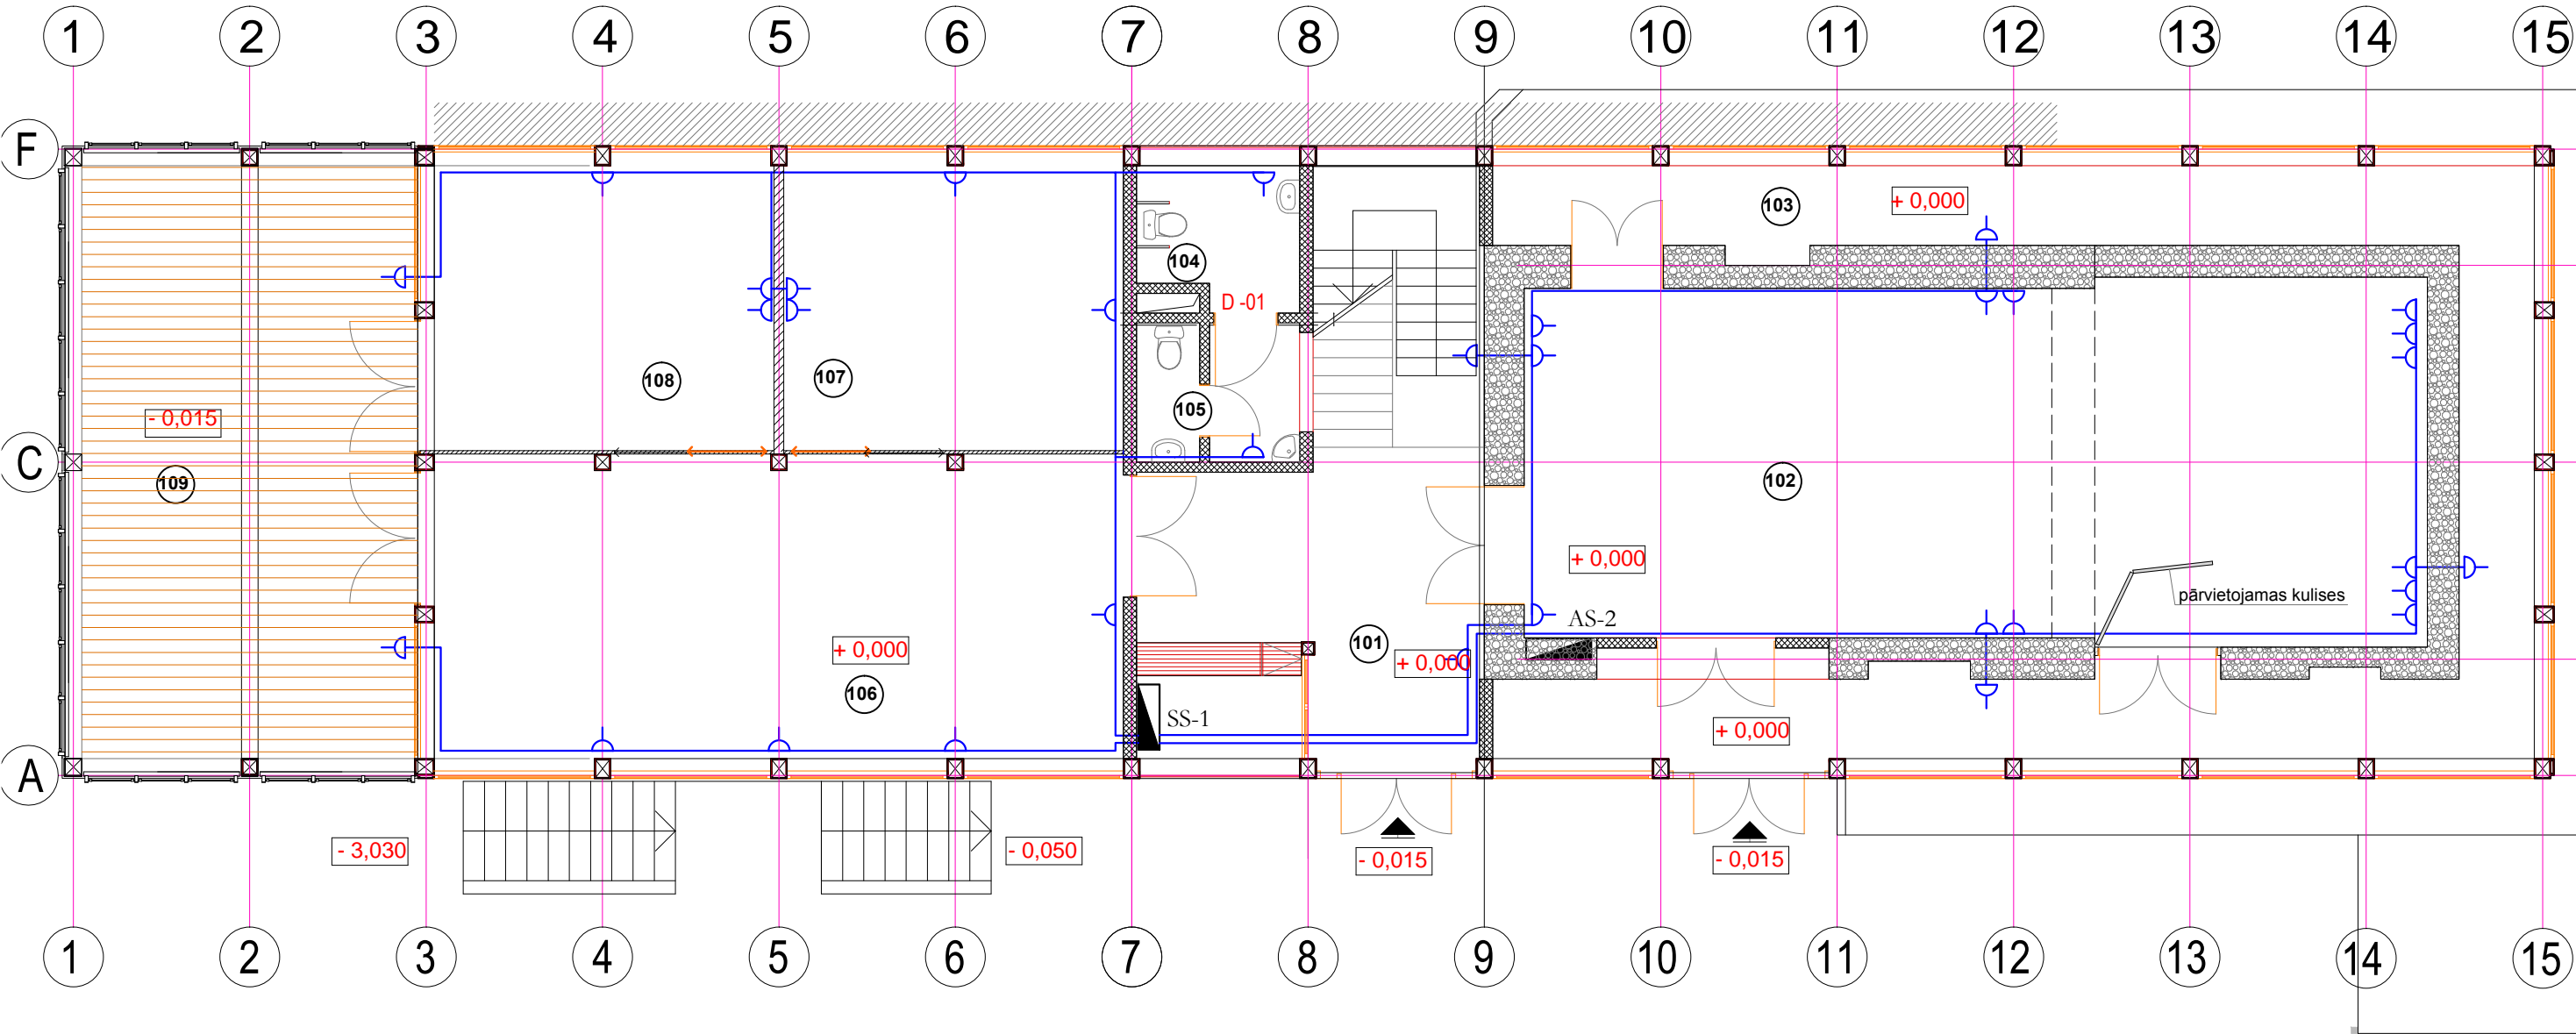 1 2 3 4 5 6 7 8 9 10 11 12 13 14 15
F
103
+ 0,000
104
D -01
108
107
105
- 0,015
C
109
102
+ 0,000
pārvietojamas kulises
AS-2
101
+ 0,000
+ 0,000
106
SS-1
+ 0,000
A
- 3,030
- 0,050
- 0,015
- 0,015
1 2 3 4 5 6 7 8 9 10 11 12 13 14 15